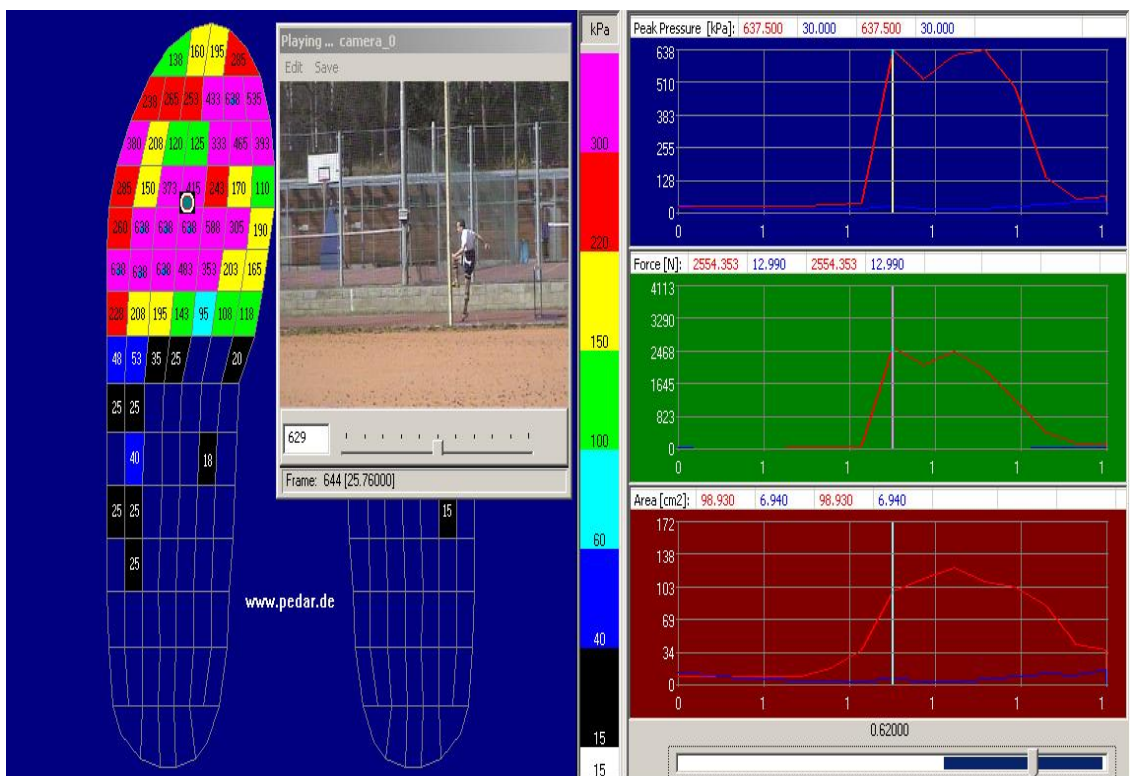 138 160 195 285
238 265 253 433 638 535
380 208 120 125 333 465 393
285 150 373 415 243 170 110
260 638 638 638 588 305 190
638 638 638 483 353 203 165
228 208 195 143 95 108 118
48 53 35 25 20
25 25
40 18
25 25
25
15
www.pedar.de
Playing ... camera_0
Edit Save
629
Frame: 644 [25.76000]
kPa
300
220
150
100
60
40
15
15
Peak Pressure [kPa]: 637.500 30.000 637.500 30.000
638
510
383
255
128
0
0 1 1 1 1 1
Force [N]: 2554.353 12.990 2554.353 12.990
4113
3290
2468
1645
823
0
0 1 1 1 1 1
Area [cm2]: 98.930 6.940 98.930 6.940
172
138
103
69
34
0
0 1 1 1 1 1
0.62000